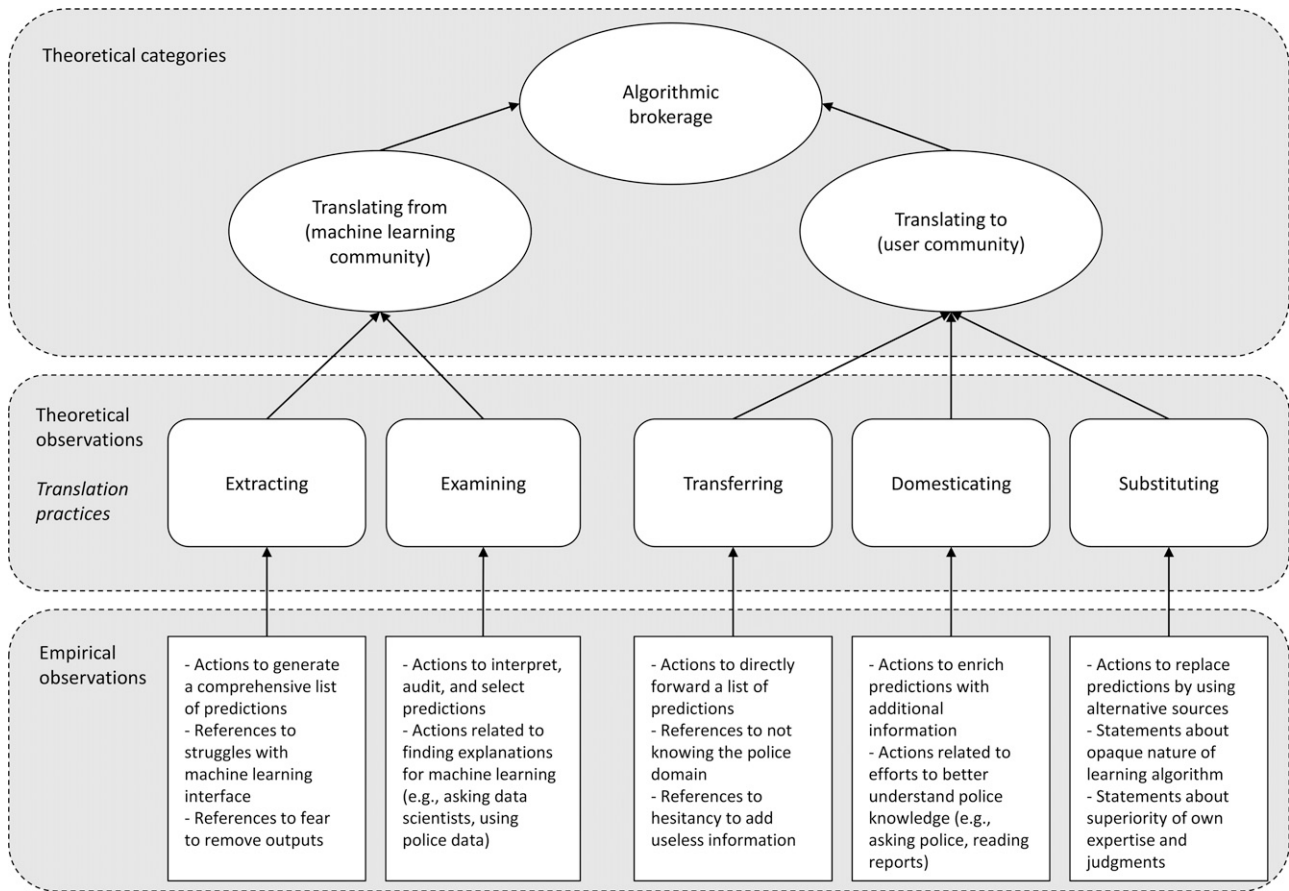 Theoretical categories
Algorithmic
brokerage
Translating from
(machine learning
community)
Translating to
(user community)
Theoretical
observations
Translation
practices
Extracting
Examining
Transferring
Domesticating
Substituting
Empirical
observations
- Actions to generate
a comprehensive list
of predictions
- References to
struggles with
machine learning
interface
- References to fear
to remove outputs
- Actions to interpret,
audit, and select
predictions
- Actions related to
finding explanations
for machine learning
(e.g., asking data
scientists, using
police data)
- Actions to directly
forward a list of
predictions
- References to not
knowing the police
domain
- References to
hesitancy to add
useless information
- Actions to enrich
predictions with
additional
information
- Actions related to
efforts to better
understand police
knowledge (e.g.,
asking police, reading
reports)
- Actions to replace
predictions by using
alternative sources
- Statements about
opaque nature of
learning algorithm
- Statements about
superiority of own
expertise and
judgments